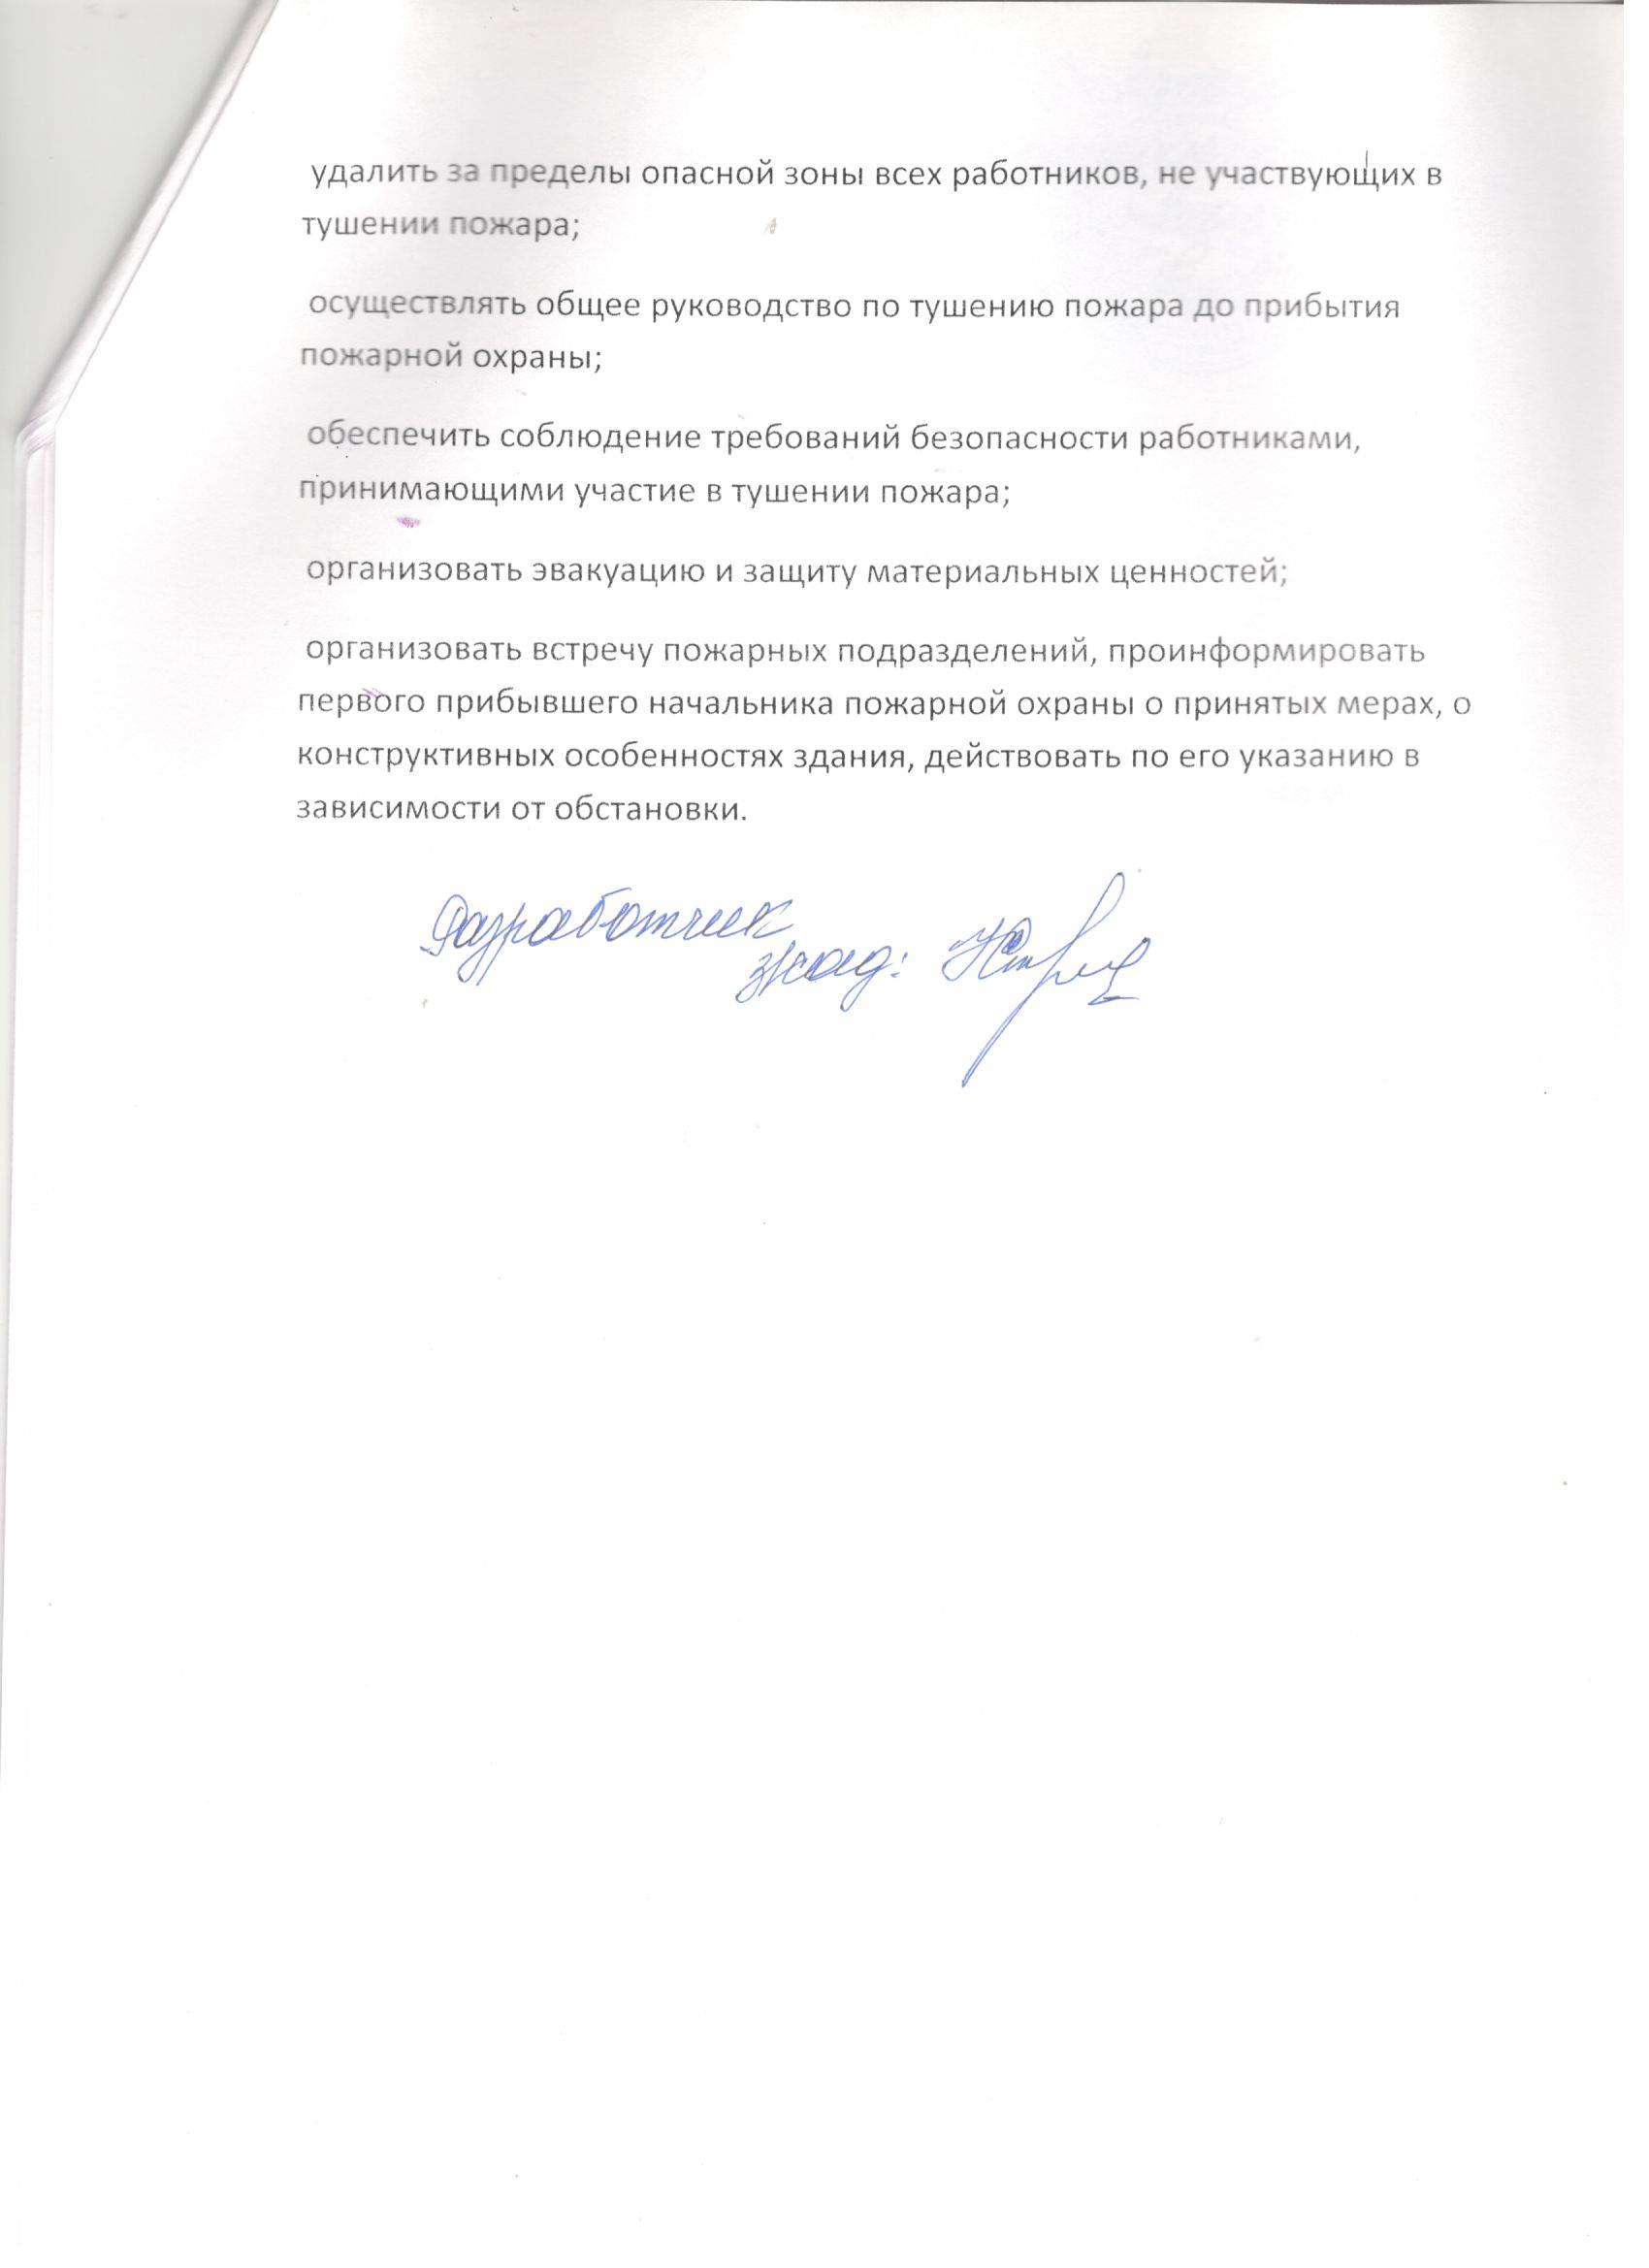 удалить за пределы опасной зоны всех работников, не участвующих в
тушении пожара;
осуществлять общее руководство по тушению пожара до прибытия
пожарной охраны;
обеспечить соблюдение требований безопасности работниками,
принимающими участие в тушении пожара;
организовать эвакуацию и защиту материальных ценностей;
организовать встречу пожарных подразделений, проинформировать
первого прибывшего начальника пожарной охраны о принятых мерах, о
конструктивных особенностях здания, действовать по его указанию в
зависимости от обстановки.
Разработчик